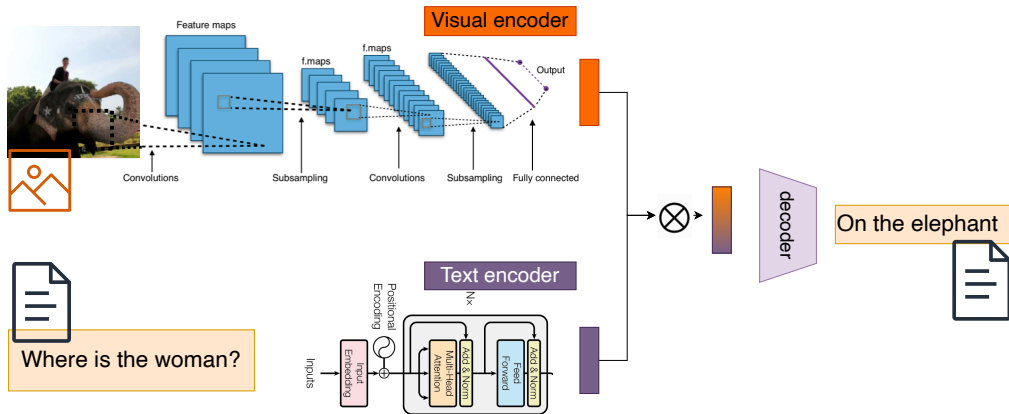 Visual encoder
Feature maps
f.maps
f.maps
Output
Convolutions
Subsampling
Convolutions
Subsampling
Fully connected
decoder
On the elephant
Text encoder
N×
Positional
Encoding
Where is the woman?
Inputs
Input
Embedding
Multi-Head
Attention
Add & Norm
Feed
Forward
Add & Norm